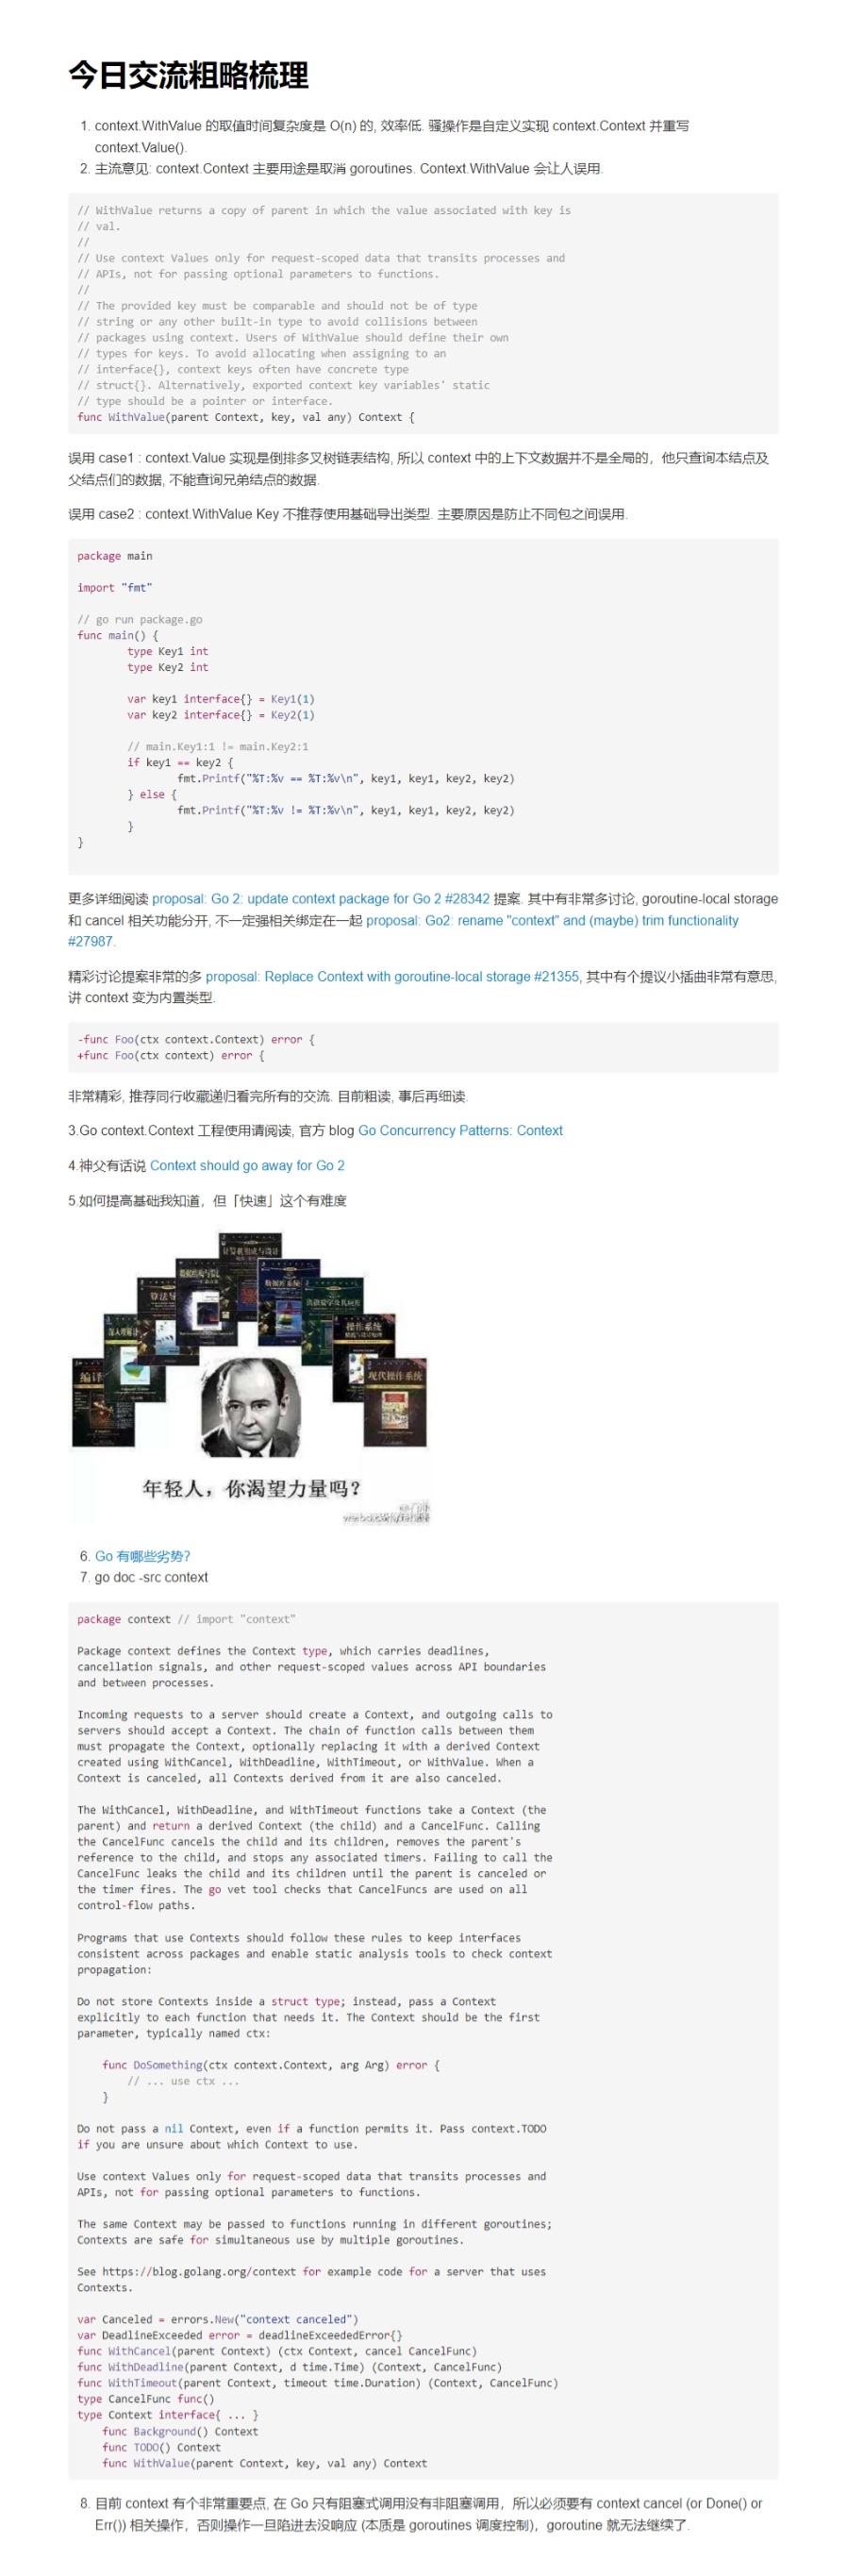 今日交流粗略梳理
1. context.WithValue 的取值时间复杂度是 O(n) 的, 效率低. 骚操作是自定义实现 context.Context 并重写
context.Value().
2. 主流意见: context.Context 主要用途是取消 goroutines. Context.WithValue 会让人误用.
// WithValue returns a copy of parent in which the value associated with key is
// val.
//
// Use context Values only for request-scoped data that transits processes and
// APIs, not for passing optional parameters to functions.
//
// The provided key must be comparable and should not be of type
// string or any other built-in type to avoid collisions between
// packages using context. Users of WithValue should define their own
// types for keys. To avoid allocating when assigning to an
// interface{}, context keys often have concrete type
// struct{}. Alternatively, exported context key variables' static
// type should be a pointer or interface.
func WithValue(parent Context, key, val any) Context {
误用 case1 : context.Value 实现是倒排多叉树链表结构, 所以 context 中的上下文数据并不是全局的，他只查询本结点及
父结点们的数据, 不能查询兄弟结点的数据.
误用 case2 : context.WithValue Key 不推荐使用基础导出类型. 主要原因是防止不同包之间误用.
package main
import "fmt"
// go run package.go
func main() {
type Key1 int
type Key2 int
var key1 interface{} = Key1(1)
var key2 interface{} = Key2(1)
// main.Key1:1 != main.Key2:1
if key1 == key2 {
fmt.Printf("%T:%v == %T:%v\n", key1, key1, key2, key2)
} else {
fmt.Printf("%T:%v != %T:%v\n", key1, key1, key2, key2)
}
}
更多详细阅读 proposal: Go 2: update context package for Go 2 #28342 提案. 其中有非常多讨论, goroutine-local storage
和 cancel 相关功能分开, 不一定强相关绑定在一起 proposal: Go2: rename "context" and (maybe) trim functionality
#27987.
精彩讨论提案非常的多 proposal: Replace Context with goroutine-local storage #21355, 其中有个提议小插曲非常有意思,
讲 context 变为内置类型.
-func Foo(ctx context.Context) error {
+func Foo(ctx context) error {
非常精彩, 推荐同行收藏递归看完所有的交流. 目前粗读, 事后再细读.
3.Go context.Context 工程使用请阅读, 官方 blog Go Concurrency Patterns: Context
4.神父有话说 Context should go away for Go 2
5.如何提高基础我知道，但「快速」这个有难度
计算机组成与设计
数据结构与算法
数据库系统
算法导
深入理解计
操作系统
编译
现代操作系统
年轻人，你渴望力量吗？
6. Go 有哪些劣势?
7. go doc -src context
package context // import "context"
Package context defines the Context type, which carries deadlines,
cancellation signals, and other request-scoped values across API boundaries
and between processes.
Incoming requests to a server should create a Context, and outgoing calls to
servers should accept a Context. The chain of function calls between them
must propagate the Context, optionally replacing it with a derived Context
created using WithCancel, WithDeadline, WithTimeout, or WithValue. When a
Context is canceled, all Contexts derived from it are also canceled.
The WithCancel, WithDeadline, and WithTimeout functions take a Context (the
parent) and return a derived Context (the child) and a CancelFunc. Calling
the CancelFunc cancels the child and its children, removes the parent's
reference to the child, and stops any associated timers. Failing to call the
CancelFunc leaks the child and its children until the parent is canceled or
the timer fires. The go vet tool checks that CancelFuncs are used on all
control-flow paths.
Programs that use Contexts should follow these rules to keep interfaces
consistent across packages and enable static analysis tools to check context
propagation:
Do not store Contexts inside a struct type; instead, pass a Context
explicitly to each function that needs it. The Context should be the first
parameter, typically named ctx:
func DoSomething(ctx context.Context, arg Arg) error {
// ... use ctx ...
}
Do not pass a nil Context, even if a function permits it. Pass context.TODO
if you are unsure about which Context to use.
Use context Values only for request-scoped data that transits processes and
APIs, not for passing optional parameters to functions.
The same Context may be passed to functions running in different goroutines;
Contexts are safe for simultaneous use by multiple goroutines.
See https://blog.golang.org/context for example code for a server that uses
Contexts.
var Canceled = errors.New("context canceled")
var DeadlineExceeded error = deadlineExceededError{}
func WithCancel(parent Context) (ctx Context, cancel CancelFunc)
func WithDeadline(parent Context, d time.Time) (Context, CancelFunc)
func WithTimeout(parent Context, timeout time.Duration) (Context, CancelFunc)
type CancelFunc func()
type Context interface{ ... }
func Background() Context
func TODO() Context
func WithValue(parent Context, key, val any) Context
8. 目前 context 有个非常重要点, 在 Go 只有阻塞式调用没有非阻塞调用，所以必须要有 context cancel (or Done() or
Err()) 相关操作，否则操作一旦陷进去没响应 (本质是 goroutines 调度控制)，goroutine 就无法继续了.